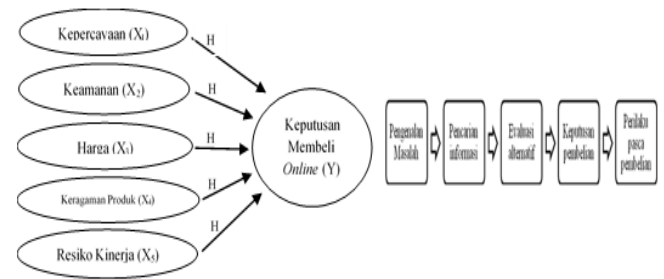 Kepercayaan (X₁)
H
Keamanan (X₂)
H
Harga (X₃)
H
Keragaman Produk (X₄)
H
Resiko Kinerja (X₅)
H
Keputusan
Membeli
Online (Y)
Pengenalan
Masalah
Pencarian
informasi
Evaluasi
alternatif
Keputusan
pembelian
Perilaku
pasca
pembelian